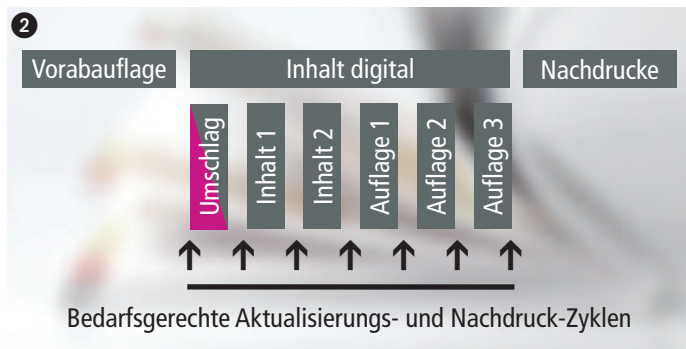 2
Vorabauflage
Inhalt digital
Nachdrucke
Umschlag
Inhalt 1
Inhalt 2
Auflage 1
Auflage 2
Auflage 3
Bedarfsgerechte Aktualisierungs- und Nachdruck-Zyklen